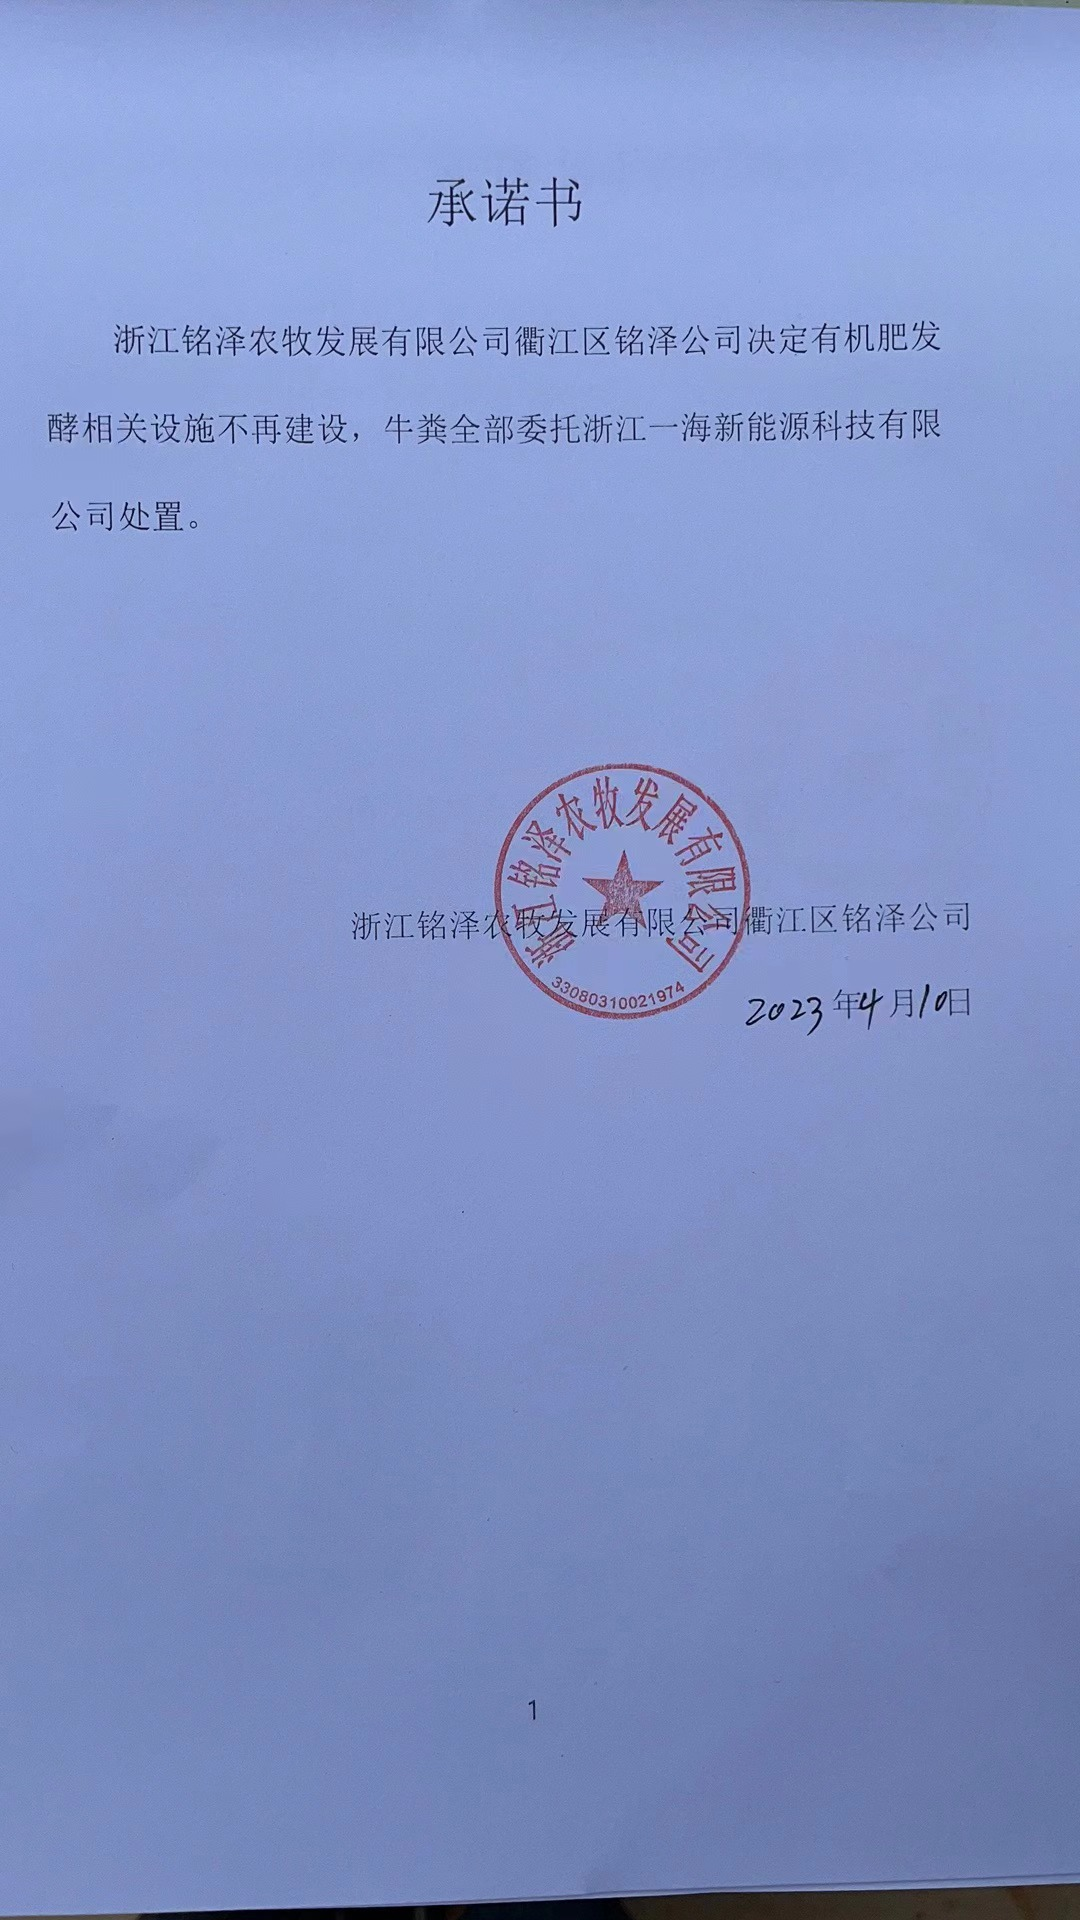 承诺书
浙江铭泽农牧发展有限公司衢江区铭泽公司决定有机肥发
酵相关设施不再建设，牛粪全部委托浙江一海新能源科技有限
公司处置。
浙江铭泽农牧发展有限公司
33080310021974
浙江铭泽农牧发展有限公司衢江区铭泽公司
2023年4月10日
1